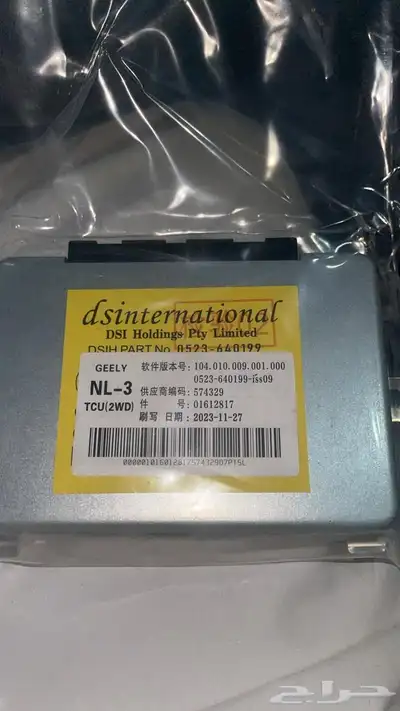 dsinternational
DSI Holdings Pty Limited
DSIH PART No. 0523-640199
GEELY 软件版本号: 104.010.009.001.000
0523-640199-iss09
NL-3 供应商编码: 574329
TCU(2WD) 件 号: 01612817
刷写 日期: 2023-11-27
حراج